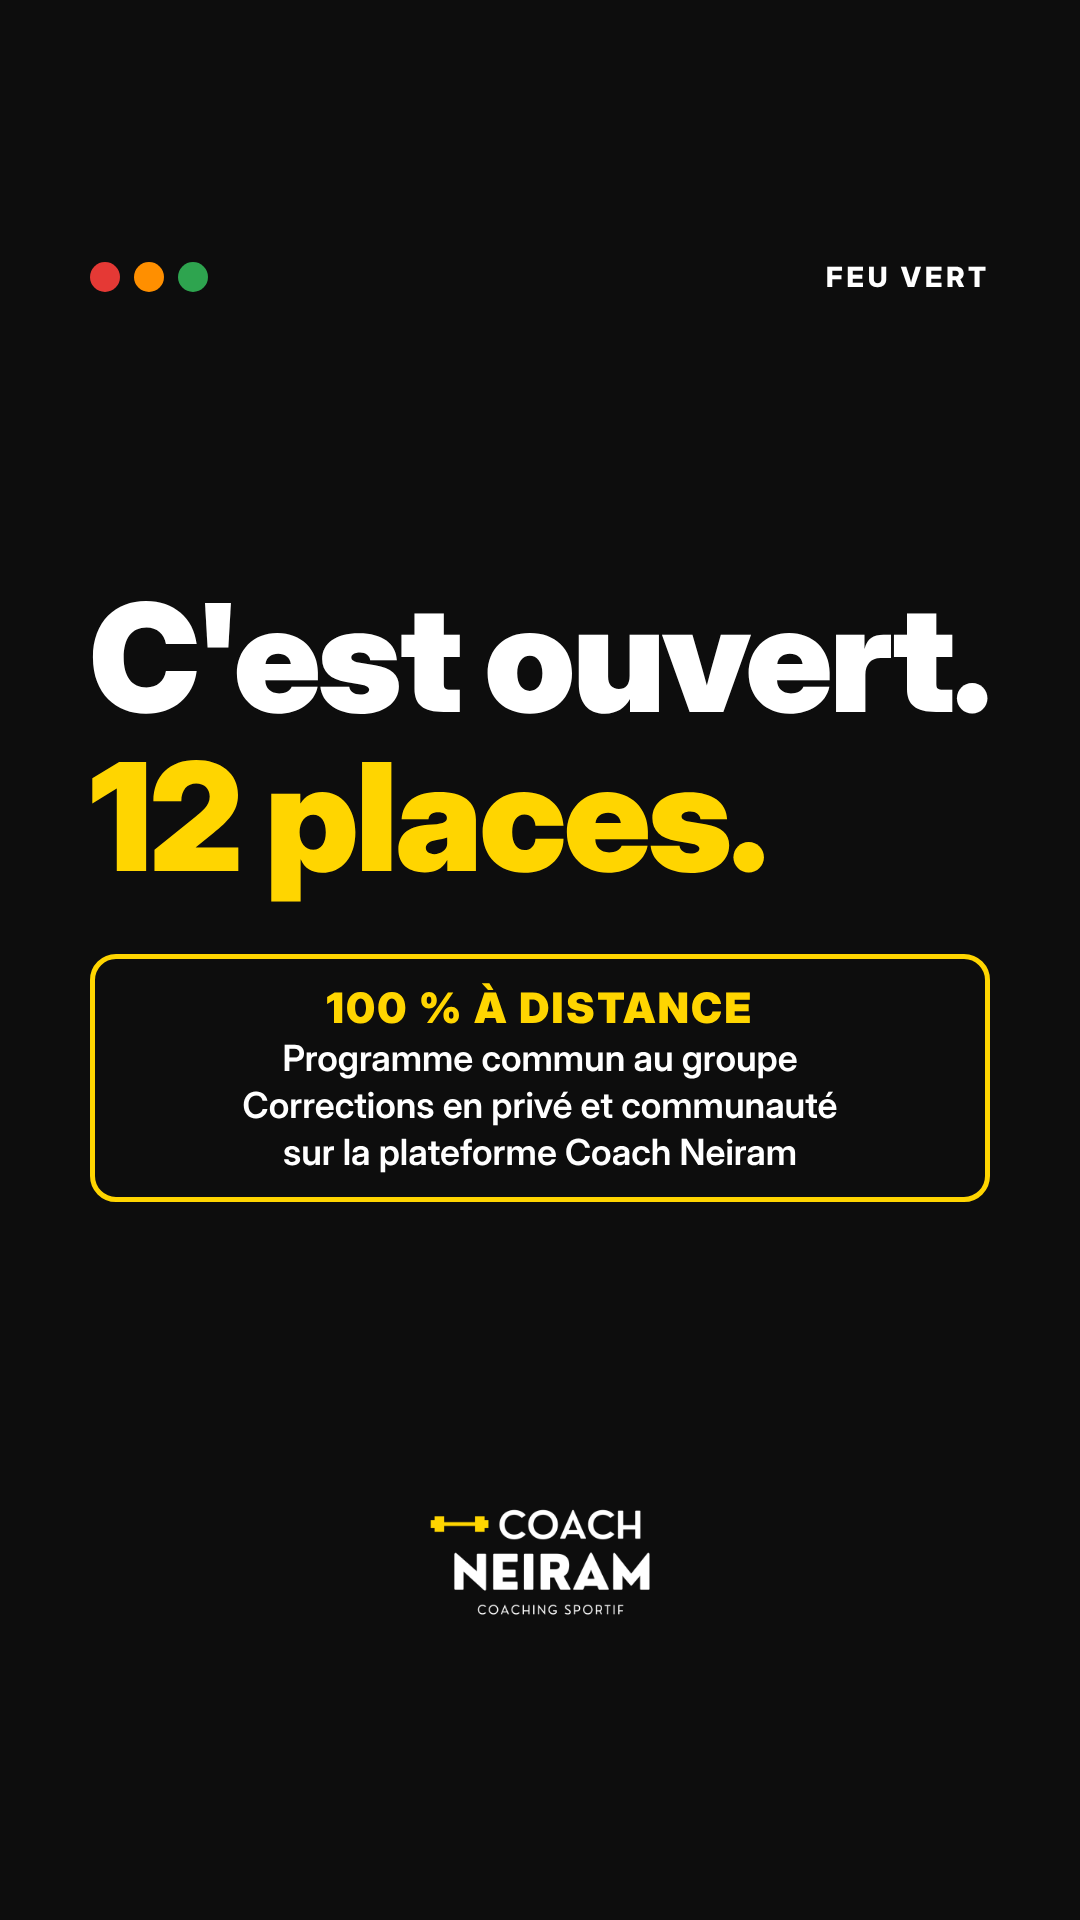 FEU VERT
C'est ouvert.
12 places.
100 % À DISTANCE
Programme commun au groupe
Corrections en privé et communauté
sur la plateforme Coach Neiram
COACH
NEIRAM
COACHING SPORTIF